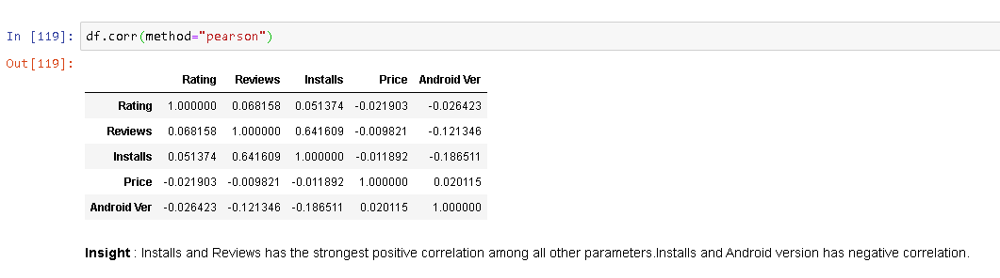 In [119]: df.corr(method="pearson")
Out[119]:
Rating Reviews Installs Price Android Ver
Rating 1.000000 0.068158 0.051374 -0.021903 -0.026423
Reviews 0.068158 1.000000 0.641609 -0.009821 -0.121346
Installs 0.051374 0.641609 1.000000 -0.011892 -0.186511
Price -0.021903 -0.009821 -0.011892 1.000000 0.020115
Android Ver -0.026423 -0.121346 -0.186511 0.020115 1.000000
Insight : Installs and Reviews has the strongest positive correlation among all other parameters.Installs and Android version has negative correlation.